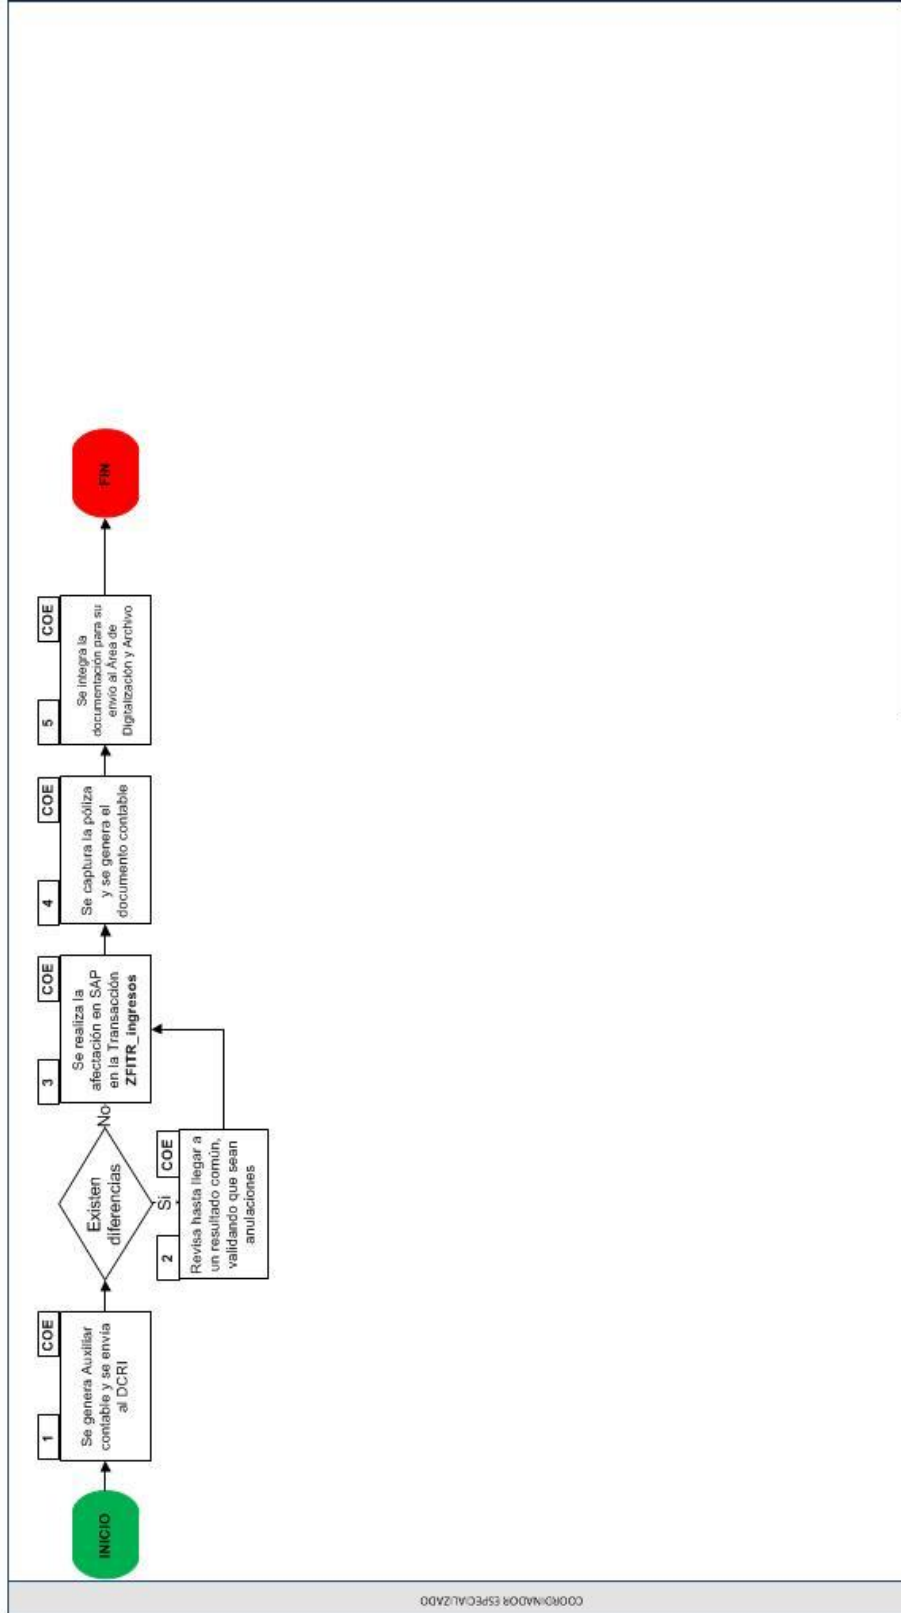 COORDINADOR ESPECIALIZADO
INICIO
1
COE
Se genera Auxiliar
contable y se envia
al DCRI
Existen
diferencias
Si
No
2
COE
Revisa hasta llegar a
un resultado común,
validando que sean
anulaciones
3
COE
Se realiza la
afectación en SAP
en la Transacción
ZFITR_ingresos
4
COE
Se captura la póliza
y se genera el
documento contable
5
COE
Se integra la
documentación para su
envío al Área de
Digitalización y Archivo
FIN